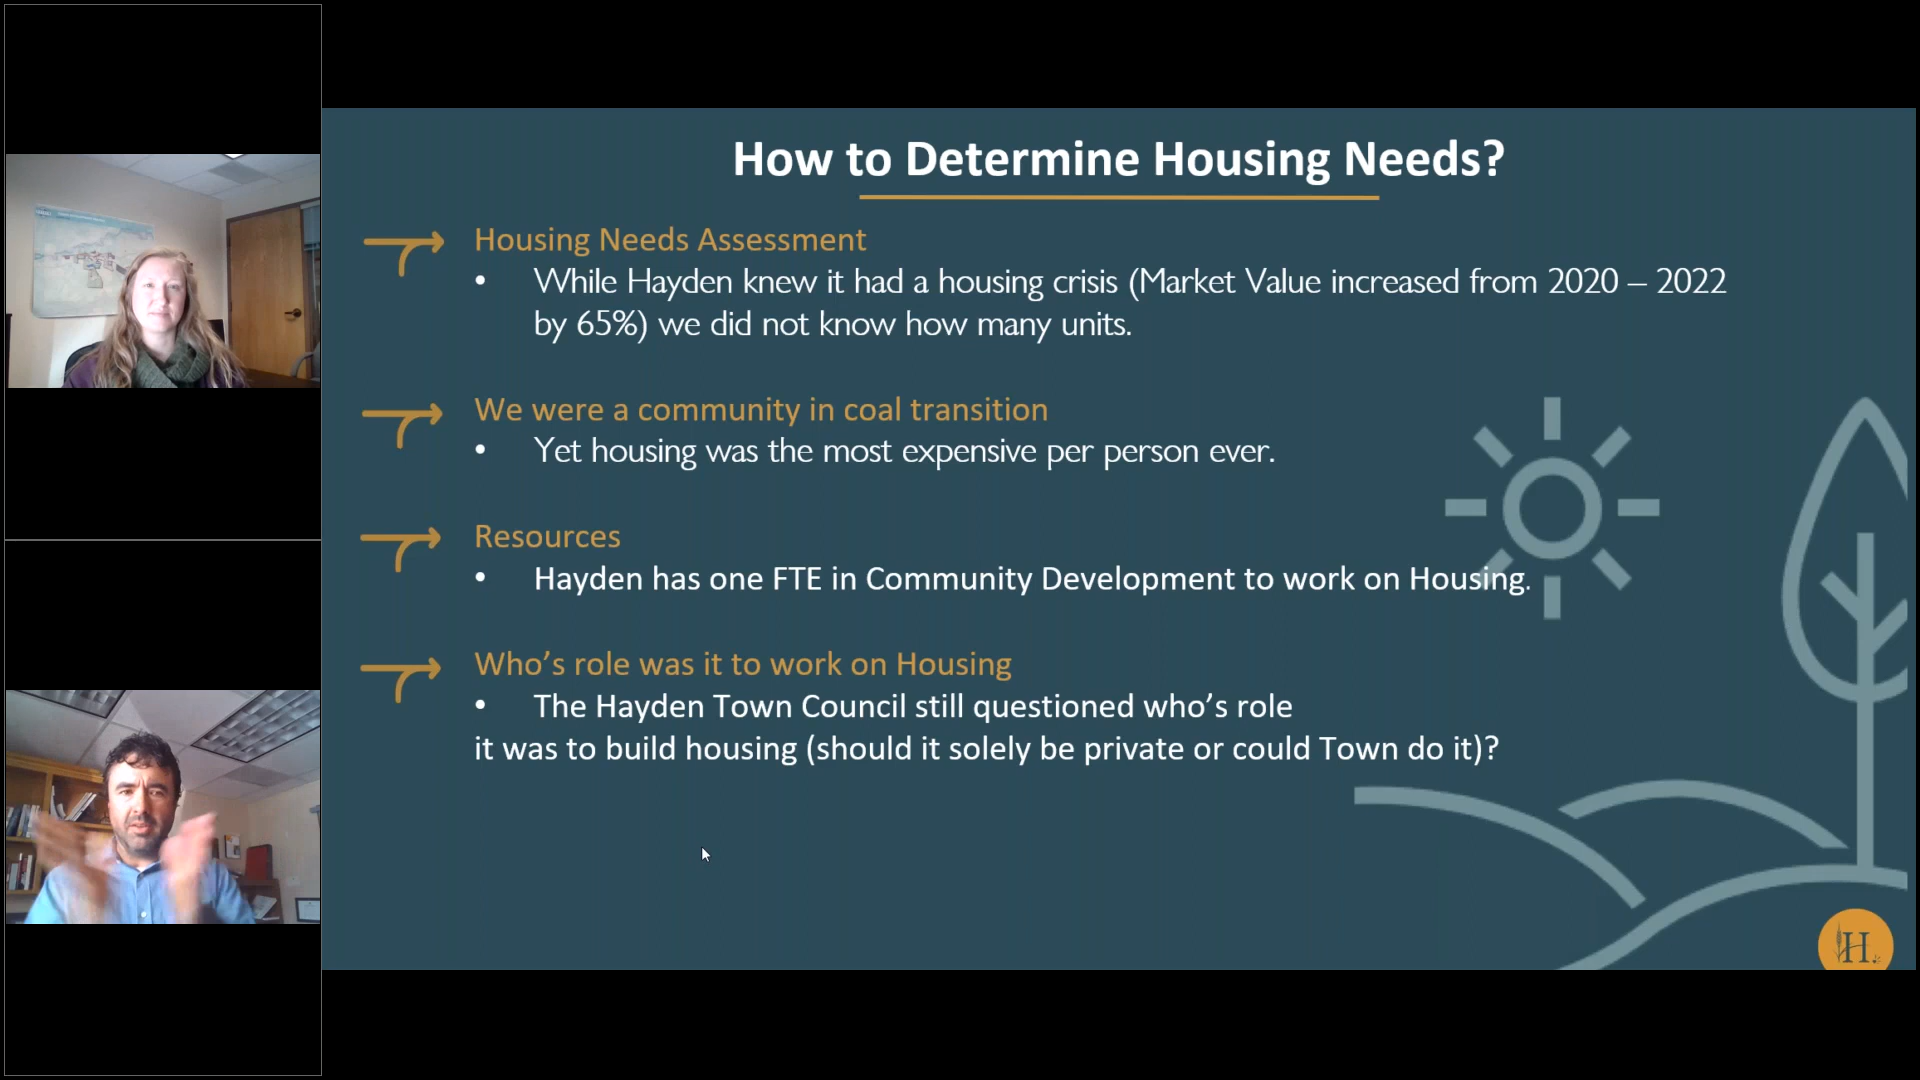 How to Determine Housing Needs?
Housing Needs Assessment
• While Hayden knew it had a housing crisis (Market Value increased from 2020 – 2022
by 65%) we did not know how many units.
We were a community in coal transition
• Yet housing was the most expensive per person ever.
Resources
• Hayden has one FTE in Community Development to work on Housing.
Who’s role was it to work on Housing
• The Hayden Town Council still questioned who’s role
it was to build housing (should it solely be private or could Town do it)?
H.